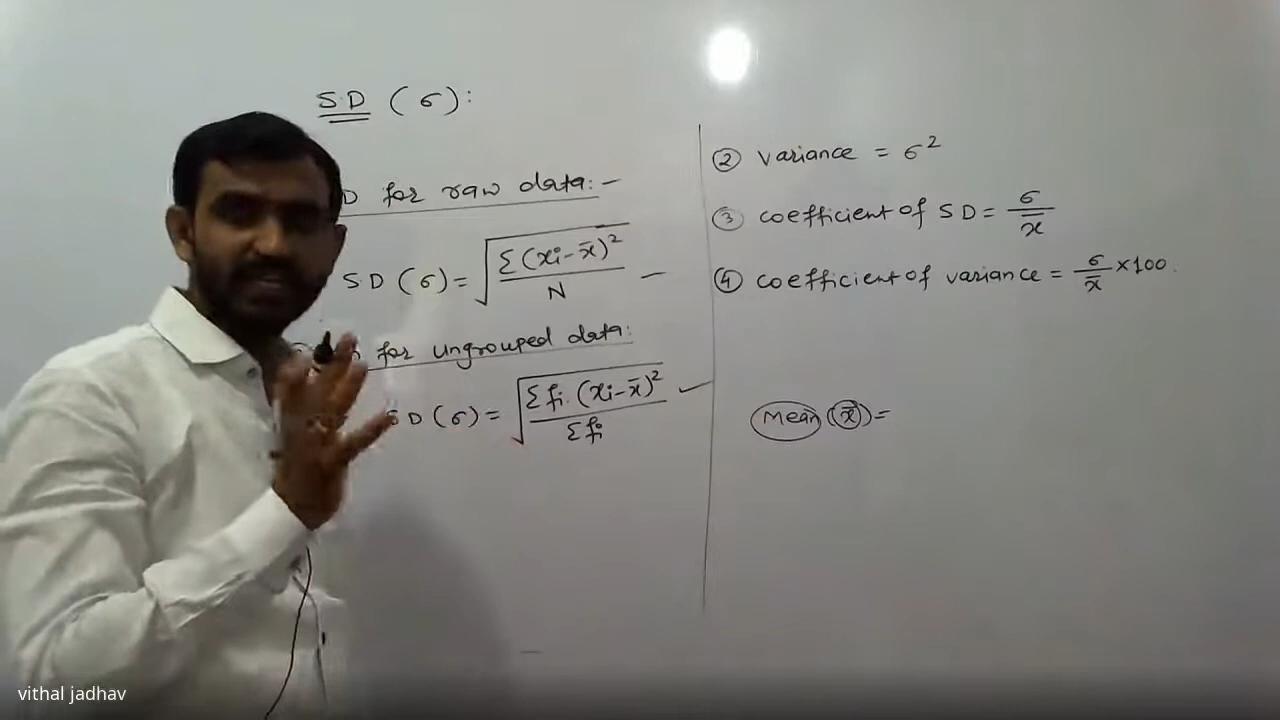 SD (σ):
D for raw data:-
SD (σ) = √(Σ(xi-x̄)²/N) –
for ungrouped data:
SD (σ) = √(Σfi.(xi-x̄)²/Σfi)
② variance = σ²
③ coefficient of SD = σ/x̄
④ coefficient of variance = σ/x̄ ×100.
Mean (x̄) =
vithal jadhav